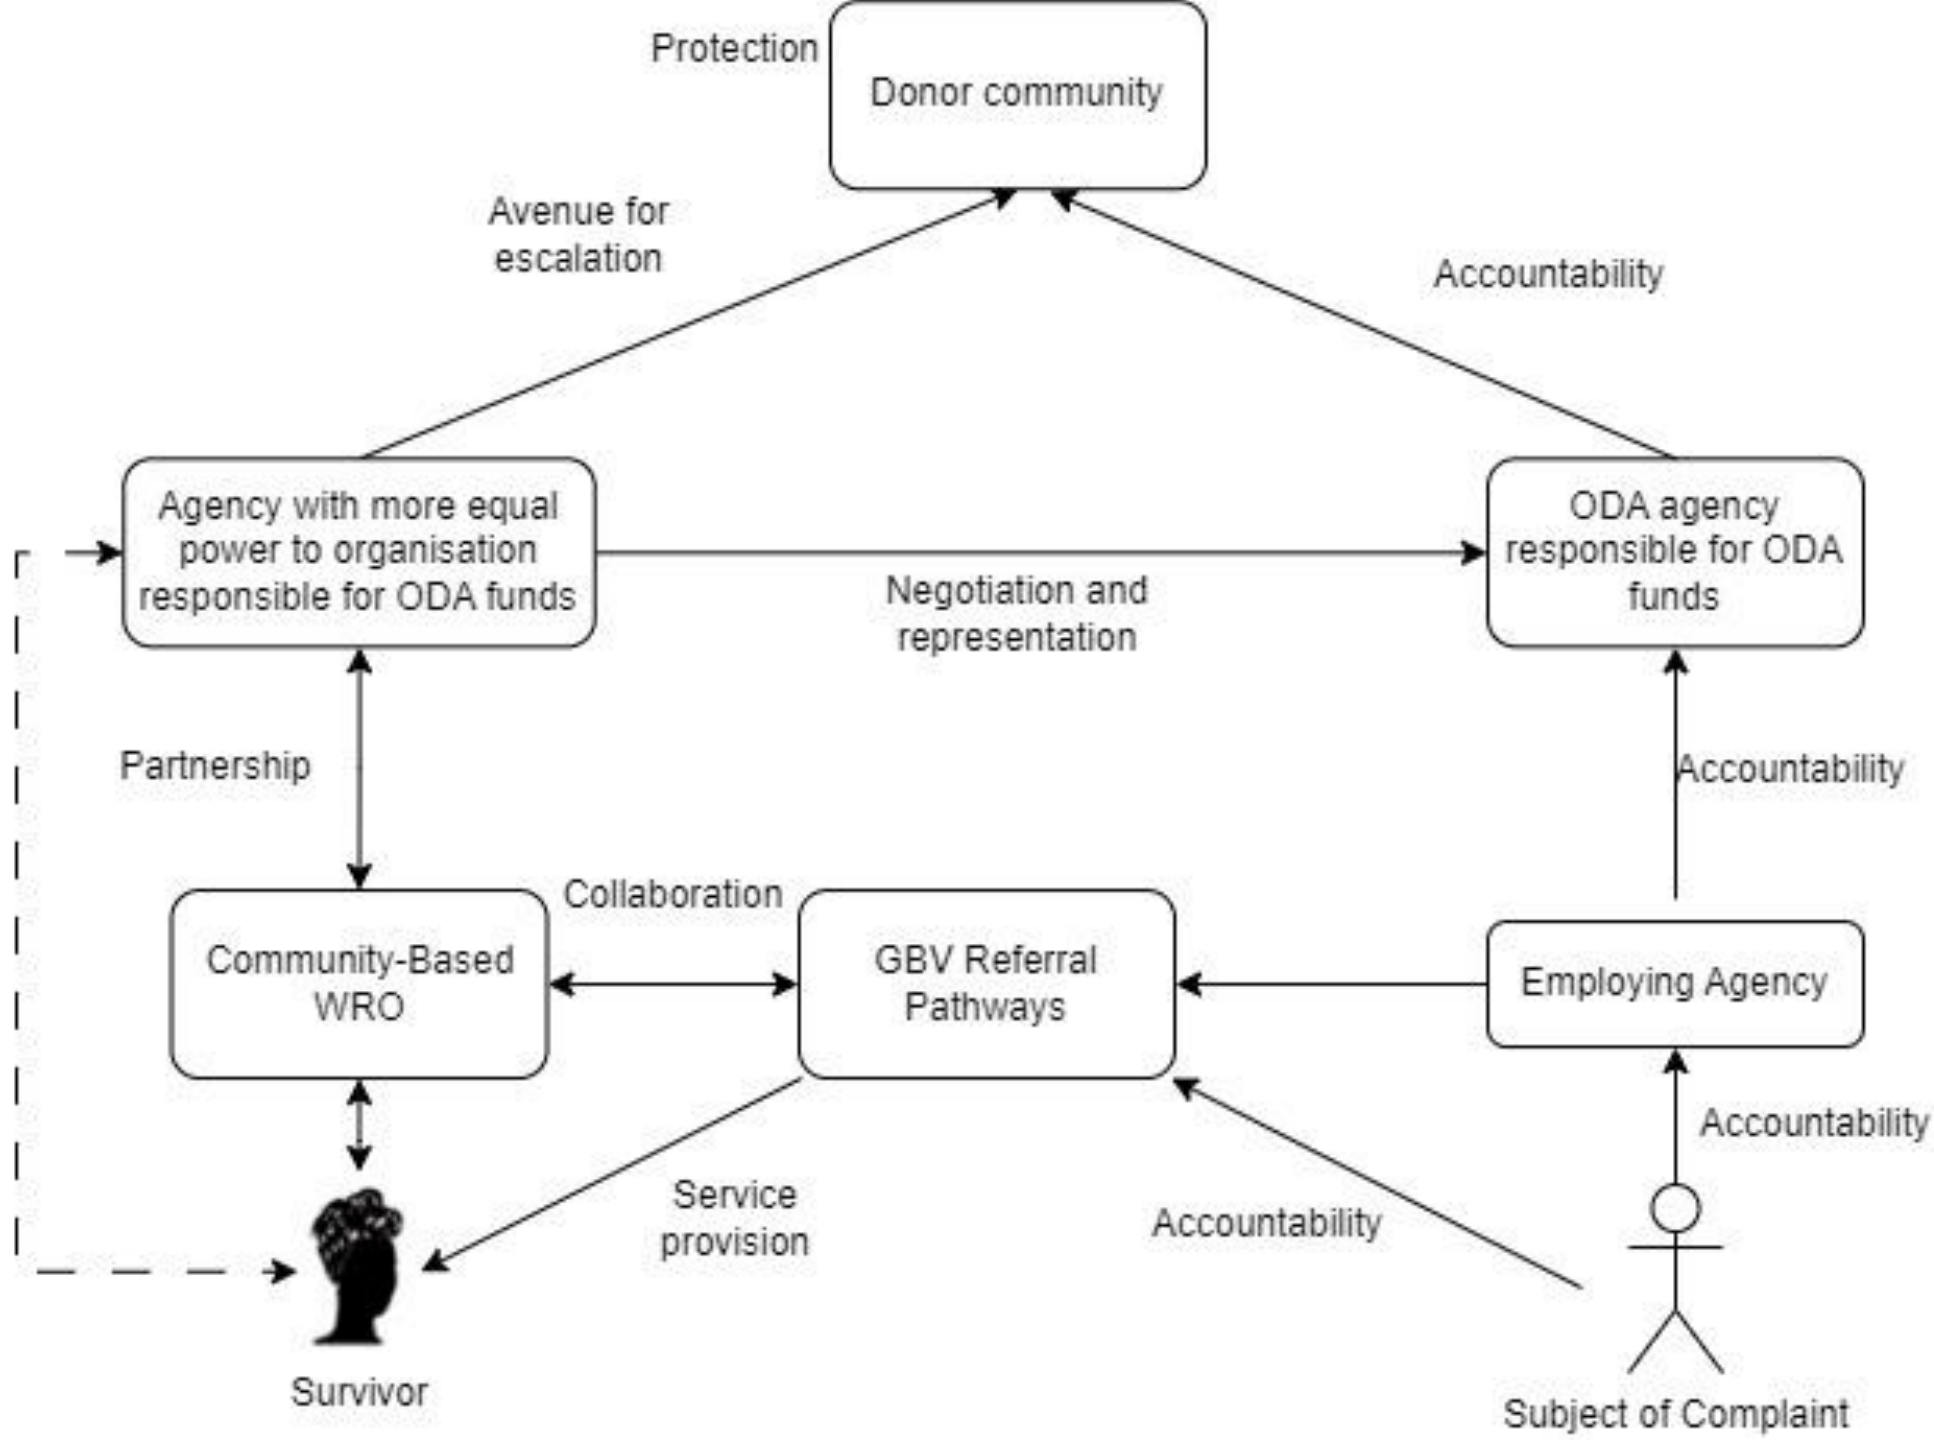 Protection
Donor community
Avenue for
escalation
Accountability
Agency with more equal
power to organisation
responsible for ODA funds
ODA agency
responsible for ODA
funds
Negotiation and
representation
Partnership
Accountability
Collaboration
Community-Based
WRO
GBV Referral
Pathways
Employing Agency
Accountability
Service
provision
Accountability
Survivor
Subject of Complaint